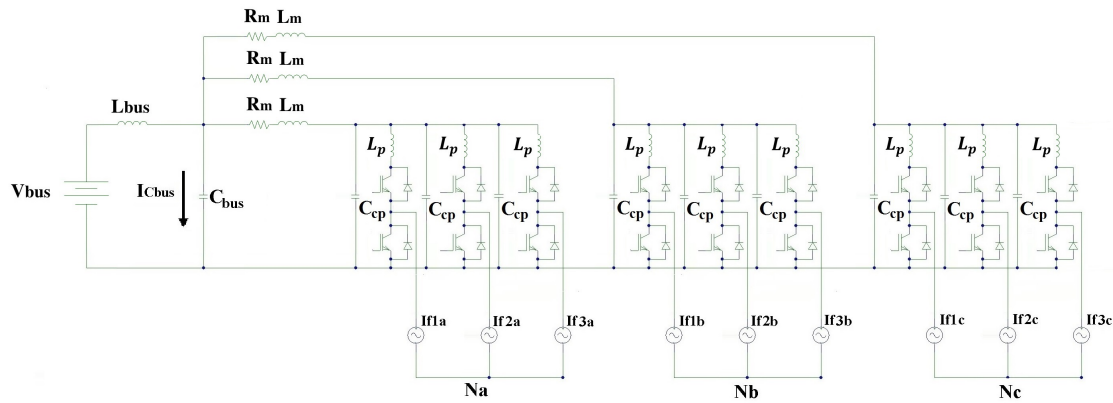 Rm Lm
Rm Lm
Lbus Rm Lm
Lp Lp Lp Lp Lp Lp Lp Lp Lp
Vbus ICbus Cbus Ccp Ccp Ccp Ccp Ccp Ccp Ccp Ccp Ccp
If1a If2a If3a If1b If2b If3b If1c If2c If3c
Na Nb Nc